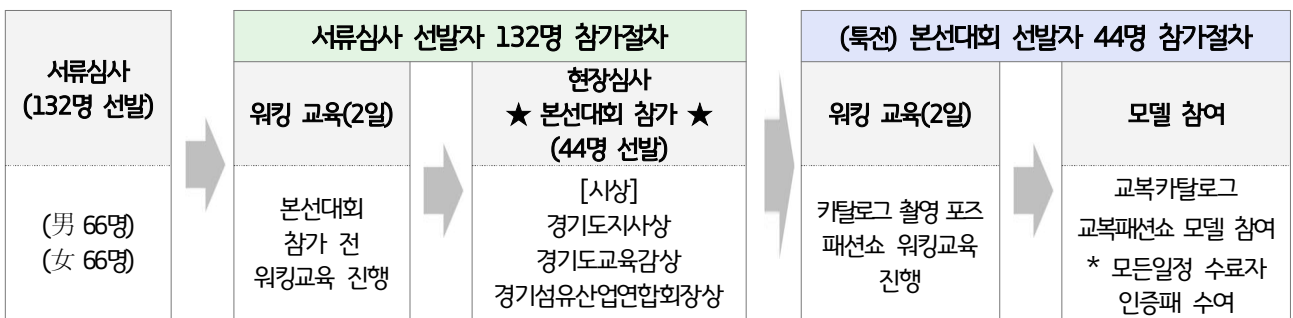 서류심사
(132명 선발)
(男 66명)
(女 66명)
서류심사 선발자 132명 참가절차
워킹 교육(2일)
본선대회
참가 전
워킹교육 진행
현장심사
★ 본선대회 참가 ★
(44명 선발)
[시상]
경기도지사상
경기도교육감상
경기섬유산업연합회장상
(특전) 본선대회 선발자 44명 참가절차
워킹 교육(2일)
카탈로그 촬영 포즈
패션쇼 워킹교육
진행
모델 참여
교복카탈로그
교복패션쇼 모델 참여
* 모든일정 수료자
인증패 수여